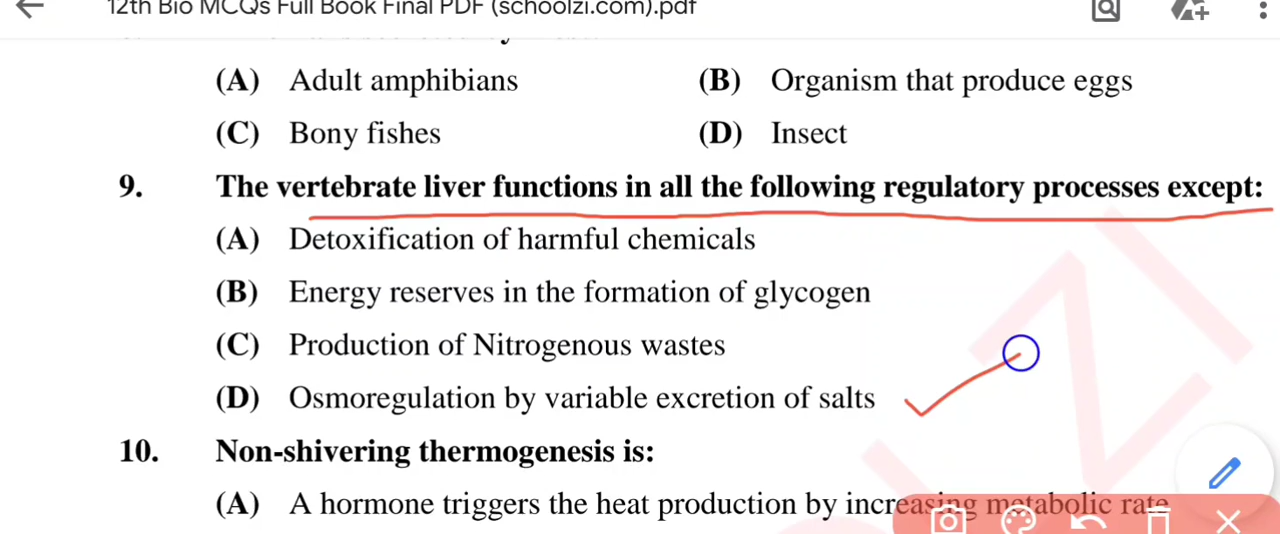 12th Bio MCQs Full Book Final PDF (schoolzi.com).pdf
(A) Adult amphibians (B) Organism that produce eggs
(C) Bony fishes (D) Insect
9. The vertebrate liver functions in all the following regulatory processes except:
(A) Detoxification of harmful chemicals
(B) Energy reserves in the formation of glycogen
(C) Production of Nitrogenous wastes
(D) Osmoregulation by variable excretion of salts
10. Non-shivering thermogenesis is:
(A) A hormone triggers the heat production by increasing metabolic rate